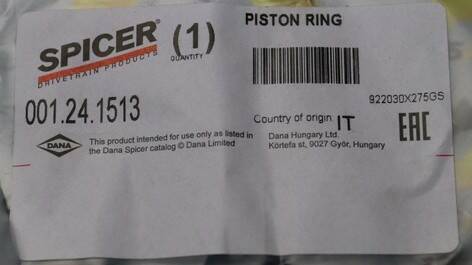 SPICER®
DRIVETRAIN PRODUCTS
(1)
QUANTITY
PISTON RING
922030X275GS
001.24.1513
Country of origin IT
EAC
DANA
This product intended for use only as listed in
the Dana Spicer catalog © Dana Limited
Dana Hungary Ltd.
Körtefa st, 9027 Győr, Hungary